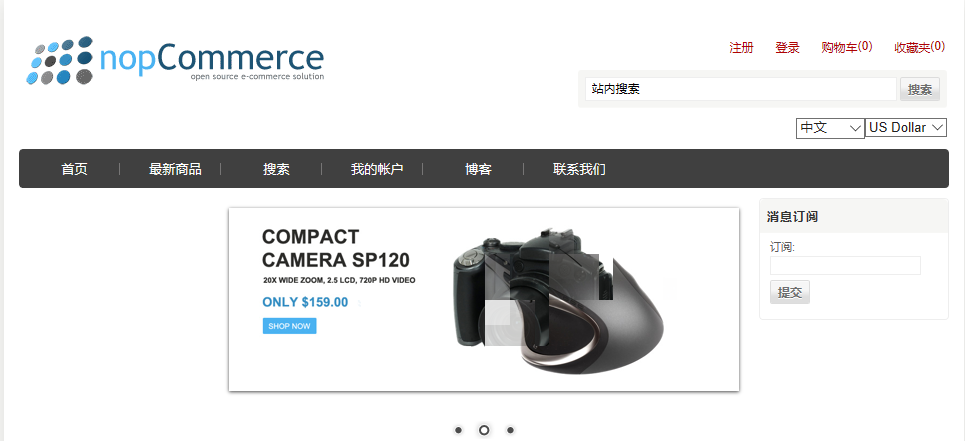 nopCommerce
open source e-commerce solution
注册 登录 购物车(0) 收藏夹(0)
站内搜索 搜索
中文 US Dollar
首页 最新商品 搜索 我的帐户 博客 联系我们
COMPACT
CAMERA SP120
20X WIDE ZOOM, 2.5 LCD, 720P HD VIDEO
ONLY $159.00
SHOP NOW
消息订阅
订阅:
提交